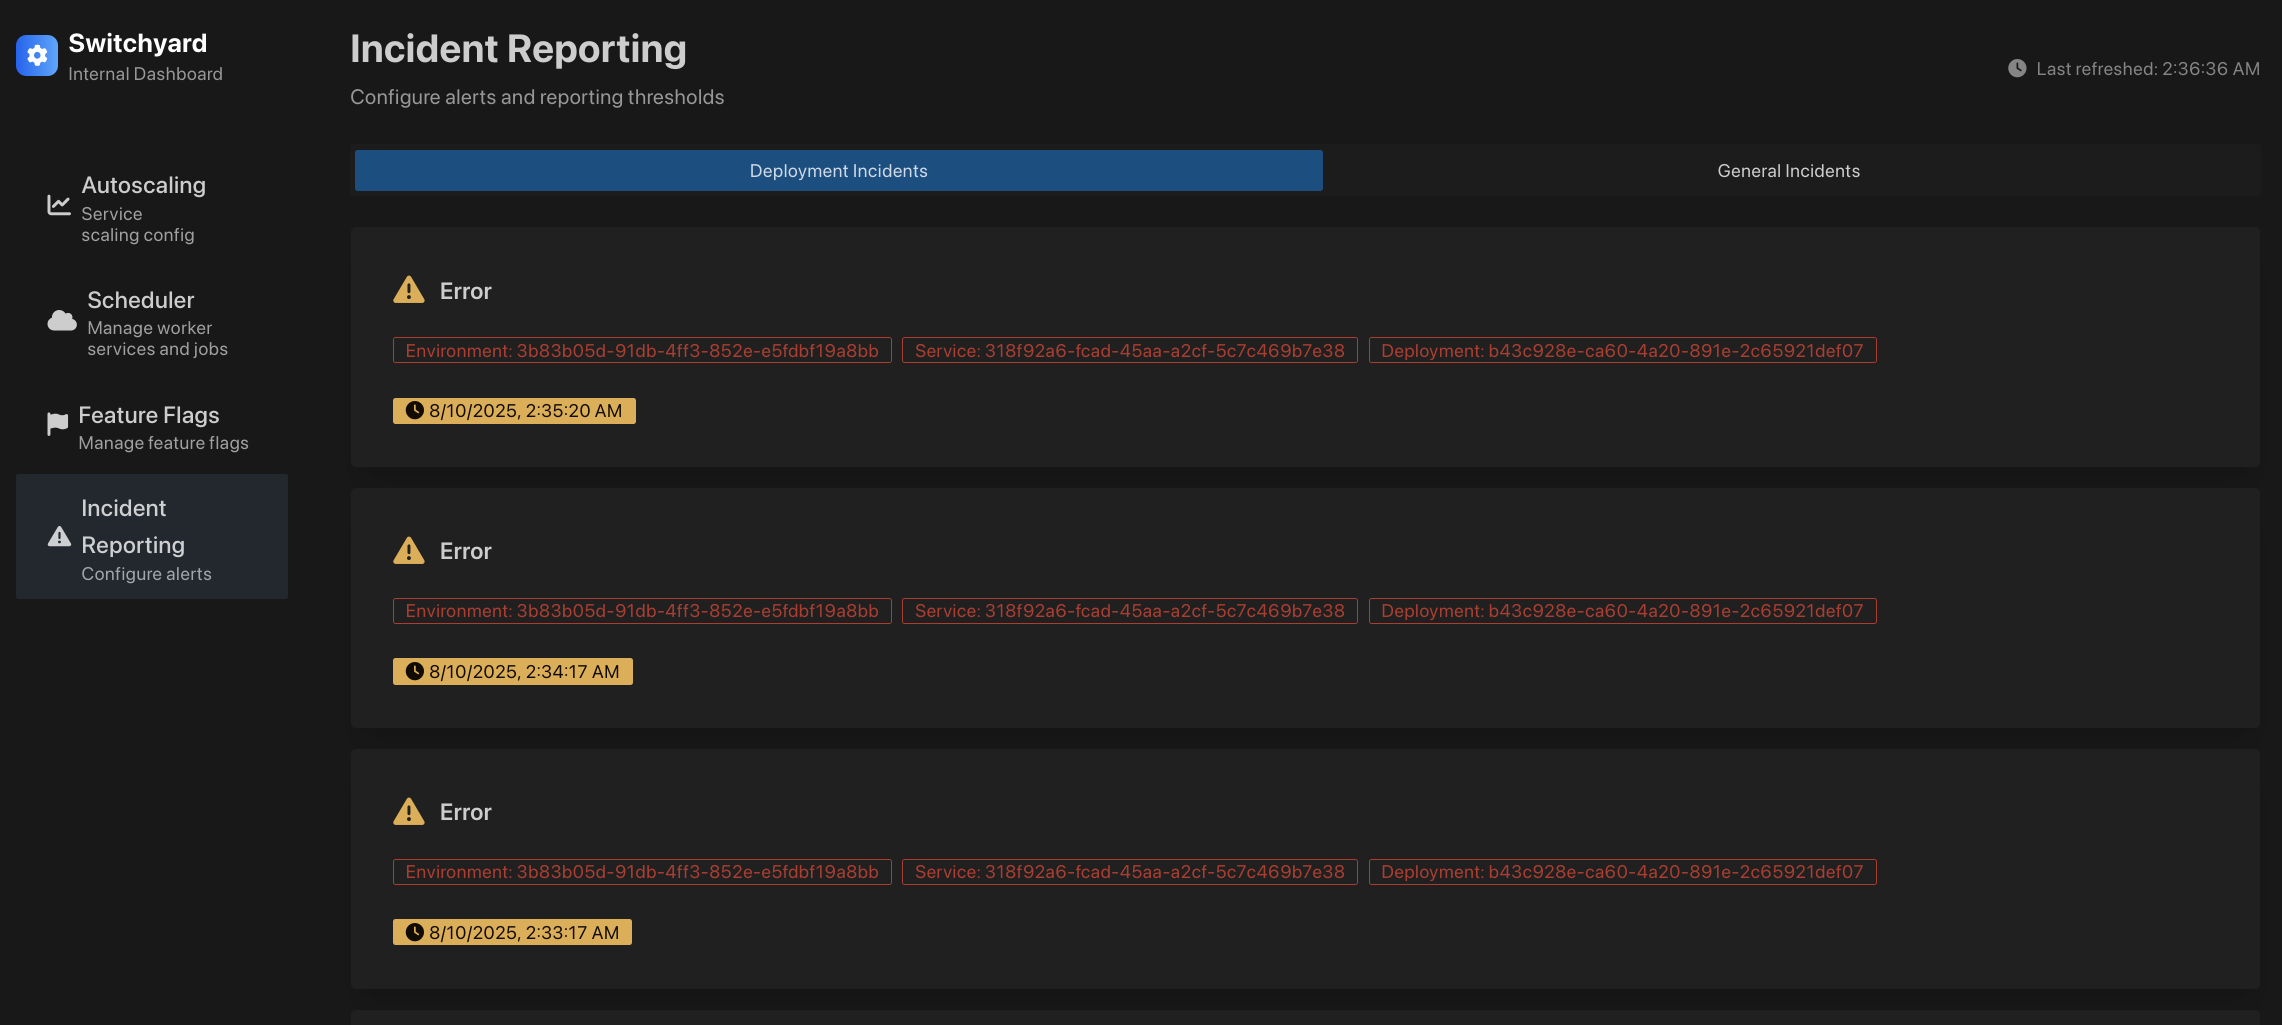 Switchyard
Internal Dashboard
Autoscaling
Service
scaling config
Scheduler
Manage worker
services and jobs
Feature Flags
Manage feature flags
Incident
Reporting
Configure alerts
Incident Reporting
Configure alerts and reporting thresholds
Last refreshed: 2:36:36 AM
Deployment Incidents
General Incidents
Error
Environment: 3b83b05d-91db-4ff3-852e-e5fdbf19a8bb
Service: 318f92a6-fcad-45aa-a2cf-5c7c469b7e38
Deployment: b43c928e-ca60-4a20-891e-2c65921def07
8/10/2025, 2:35:20 AM
Error
Environment: 3b83b05d-91db-4ff3-852e-e5fdbf19a8bb
Service: 318f92a6-fcad-45aa-a2cf-5c7c469b7e38
Deployment: b43c928e-ca60-4a20-891e-2c65921def07
8/10/2025, 2:34:17 AM
Error
Environment: 3b83b05d-91db-4ff3-852e-e5fdbf19a8bb
Service: 318f92a6-fcad-45aa-a2cf-5c7c469b7e38
Deployment: b43c928e-ca60-4a20-891e-2c65921def07
8/10/2025, 2:33:17 AM